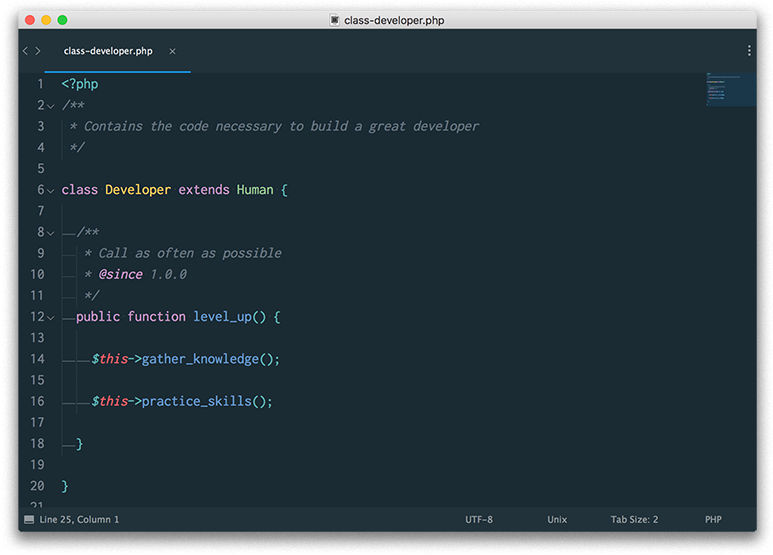 class-developer.php
class-developer.php ×
1 <?php
2 /**
3  * Contains the code necessary to build a great developer
4  */
5
6 class Developer extends Human {
7
8   /**
9    * Call as often as possible
10    * @since 1.0.0
11    */
12   public function level_up() {
13
14     $this->gather_knowledge();
15
16     $this->practice_skills();
17
18   }
19
20 }
21
Line 25, Column 1 UTF-8 Unix Tab Size: 2 PHP